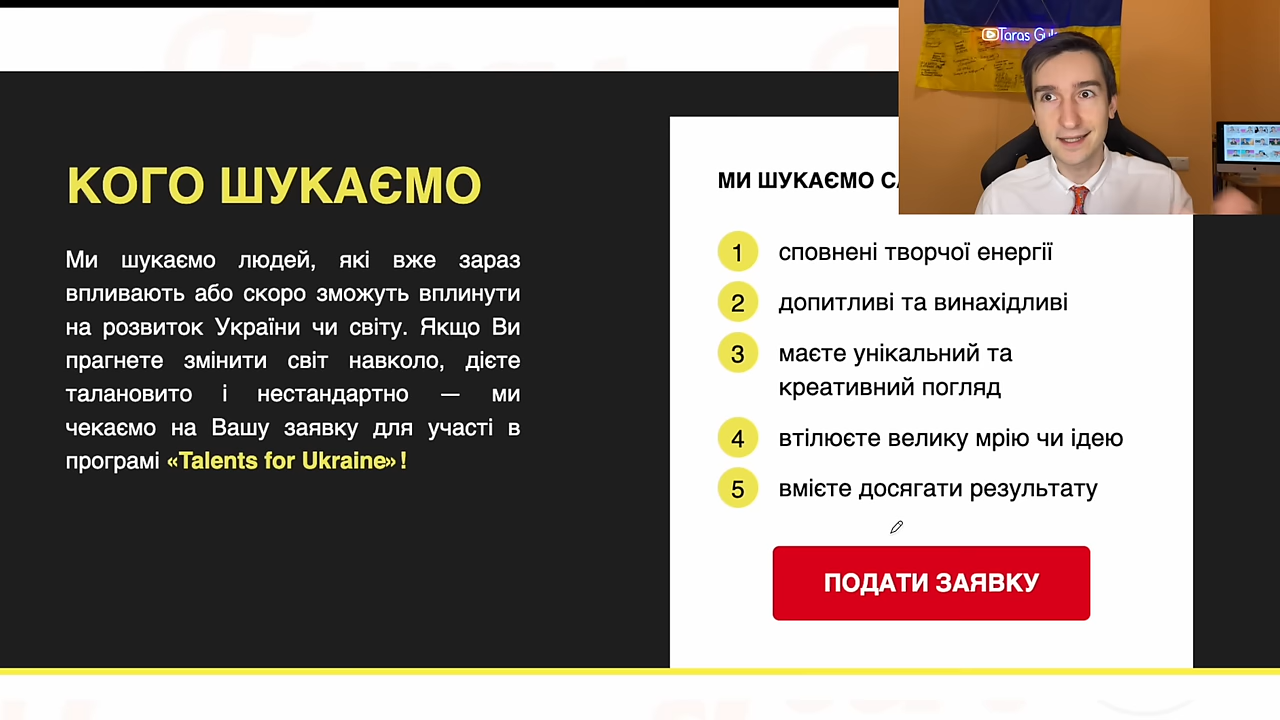 Taras
КОГО ШУКАЄМО
Ми шукаємо людей, які вже зараз
впливають або скоро зможуть вплинути
на розвиток України чи світу. Якщо Ви
прагнете змінити світ навколо, дієте
талановито і нестандартно — ми
чекаємо на Вашу заявку для участі в
програмі «Talents for Ukraine»!
МИ ШУКАЄМО
1 сповнені творчої енергії
2 допитливі та винахідливі
3 маєте унікальний та
креативний погляд
4 втілюєте велику мрію чи ідею
5 вмієте досягати результату
ПОДАТИ ЗАЯВКУ